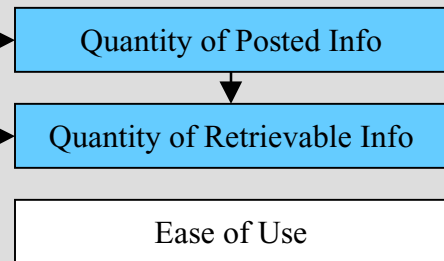 Quantity of Posted Info
Quantity of Retrievable Info
Ease of Use